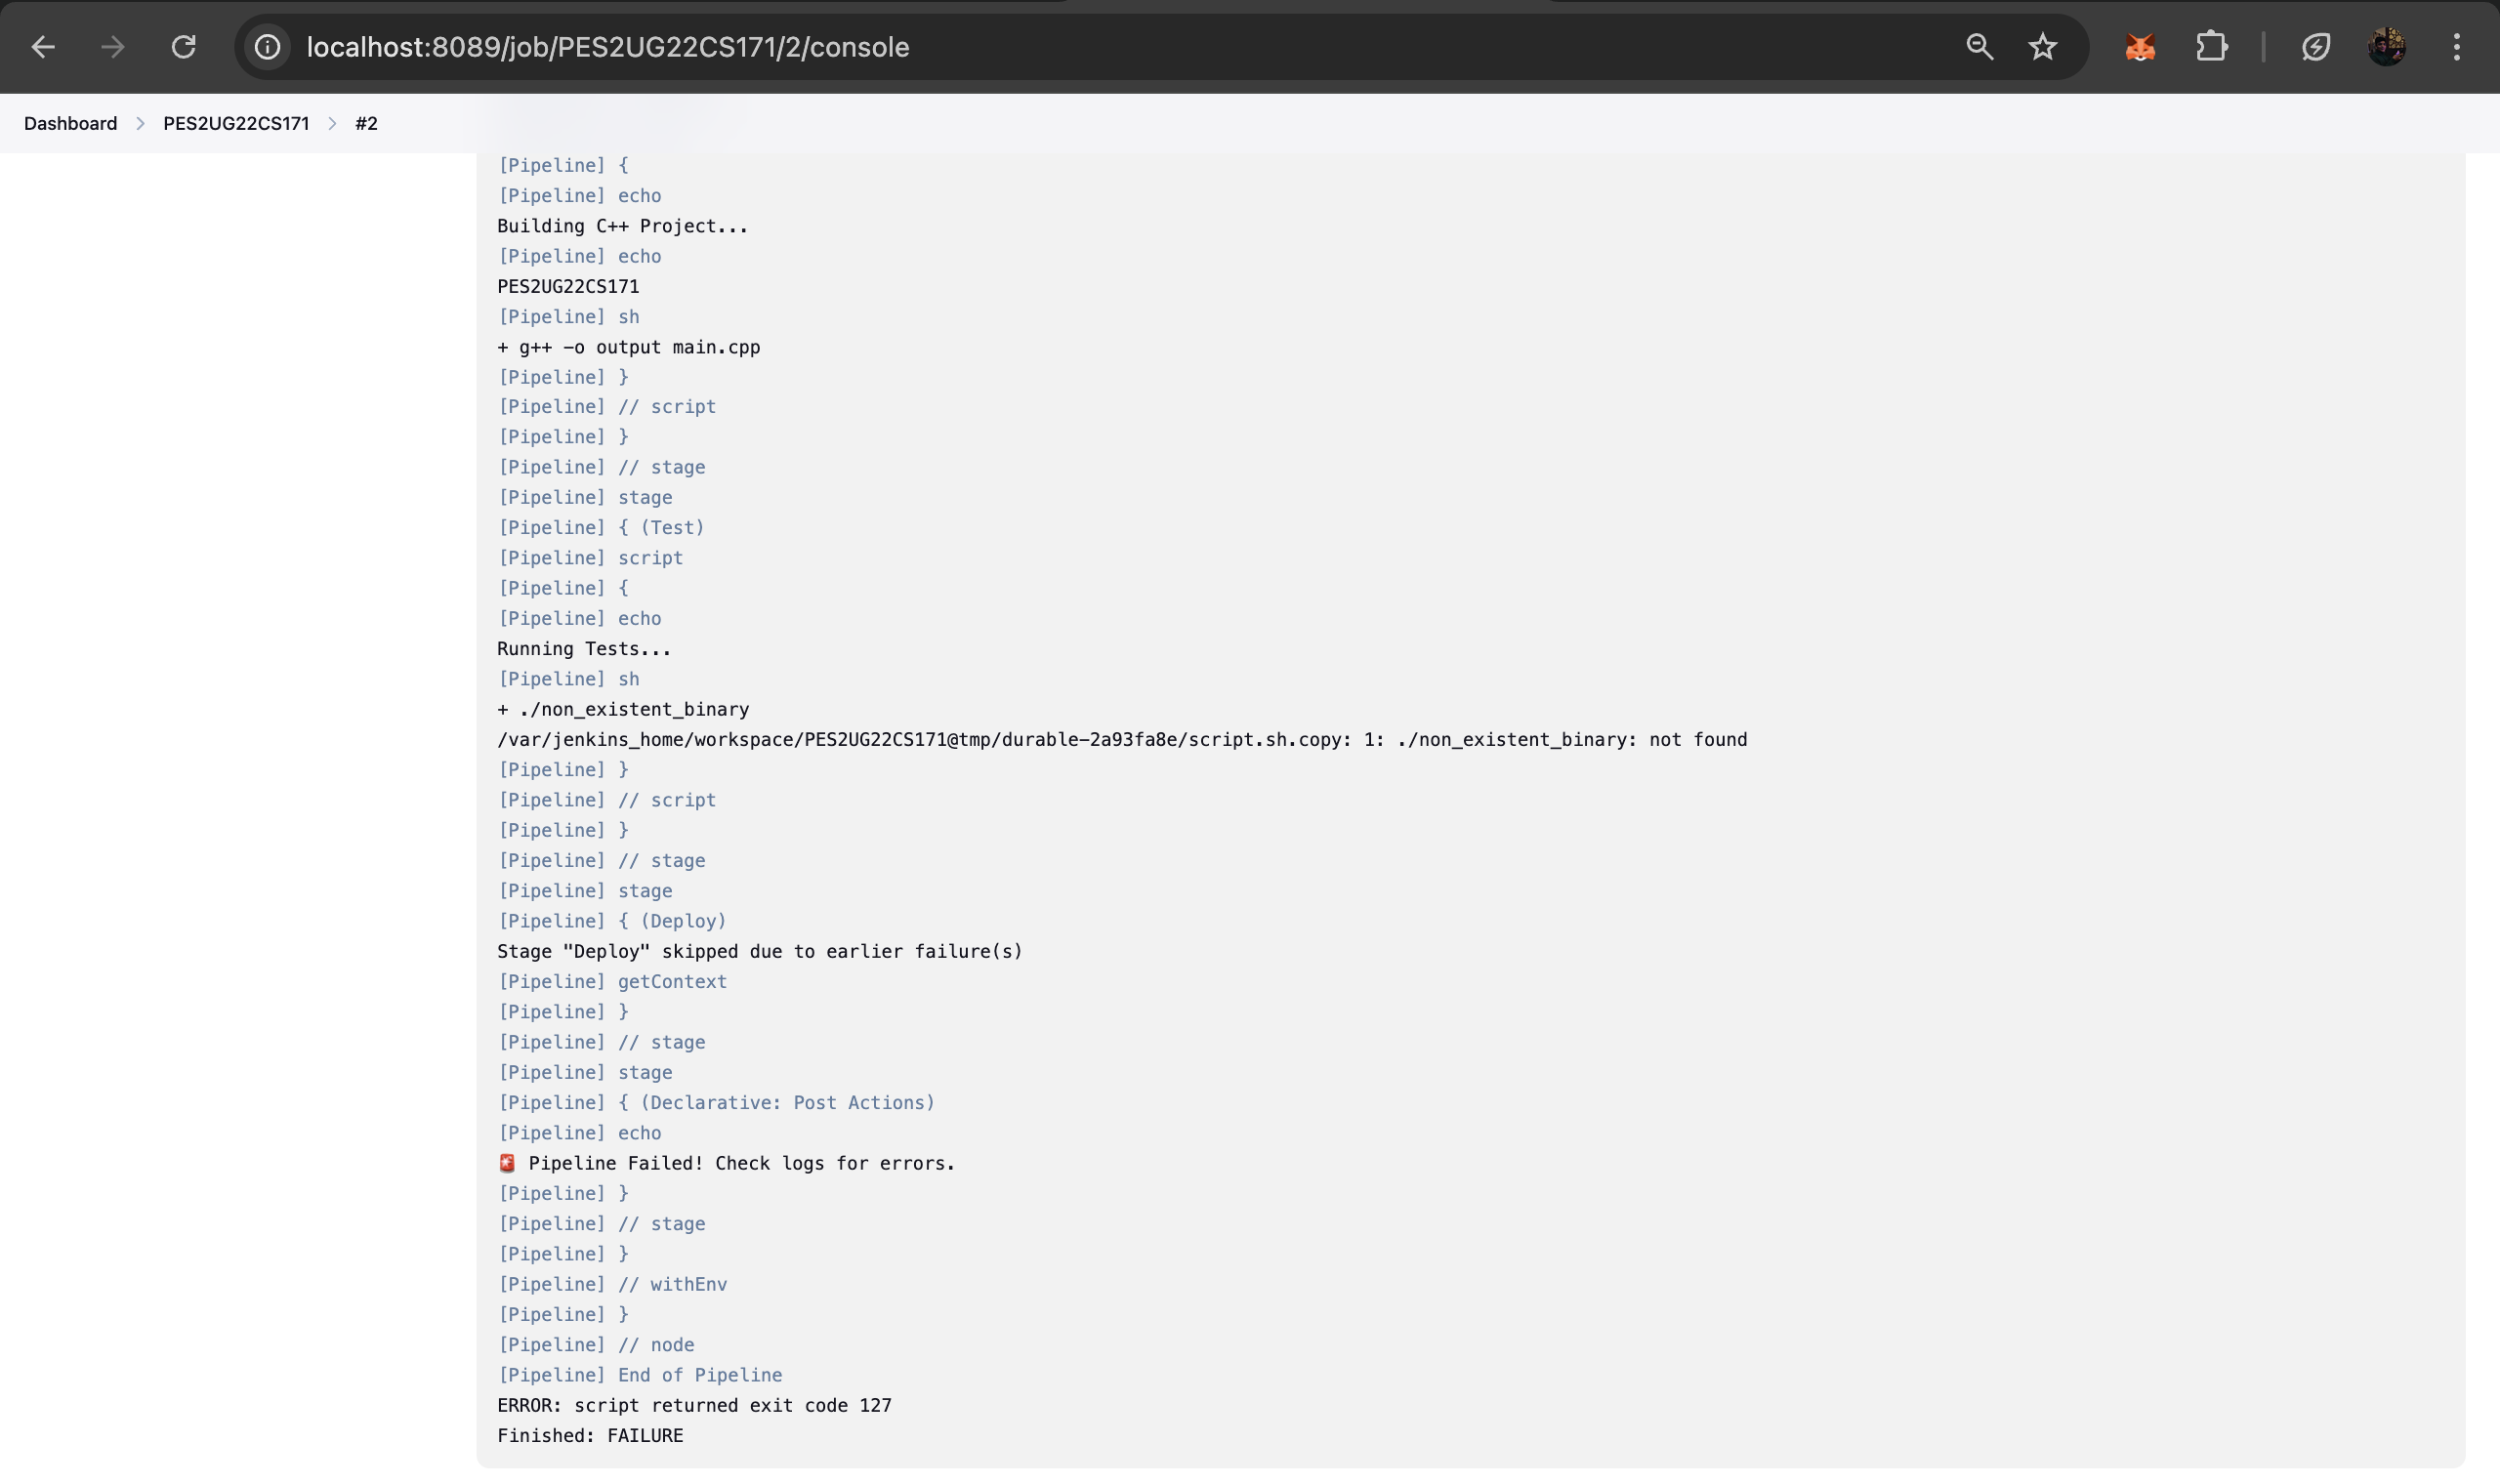 localhost:8089/job/PES2UG22CS171/2/console
Dashboard > PES2UG22CS171 > #2
[Pipeline] {
[Pipeline] echo
Building C++ Project...
[Pipeline] echo
PES2UG22CS171
[Pipeline] sh
+ g++ -o output main.cpp
[Pipeline] }
[Pipeline] // script
[Pipeline] }
[Pipeline] // stage
[Pipeline] stage
[Pipeline] { (Test)
[Pipeline] script
[Pipeline] {
[Pipeline] echo
Running Tests...
[Pipeline] sh
+ ./non_existent_binary
/var/jenkins_home/workspace/PES2UG22CS171@tmp/durable-2a93fa8e/script.sh.copy: 1: ./non_existent_binary: not found
[Pipeline] }
[Pipeline] // script
[Pipeline] }
[Pipeline] // stage
[Pipeline] stage
[Pipeline] { (Deploy)
Stage "Deploy" skipped due to earlier failure(s)
[Pipeline] getContext
[Pipeline] }
[Pipeline] // stage
[Pipeline] stage
[Pipeline] { (Declarative: Post Actions)
[Pipeline] echo
🚨 Pipeline Failed! Check logs for errors.
[Pipeline] }
[Pipeline] // stage
[Pipeline] }
[Pipeline] // withEnv
[Pipeline] }
[Pipeline] // node
[Pipeline] End of Pipeline
ERROR: script returned exit code 127
Finished: FAILURE